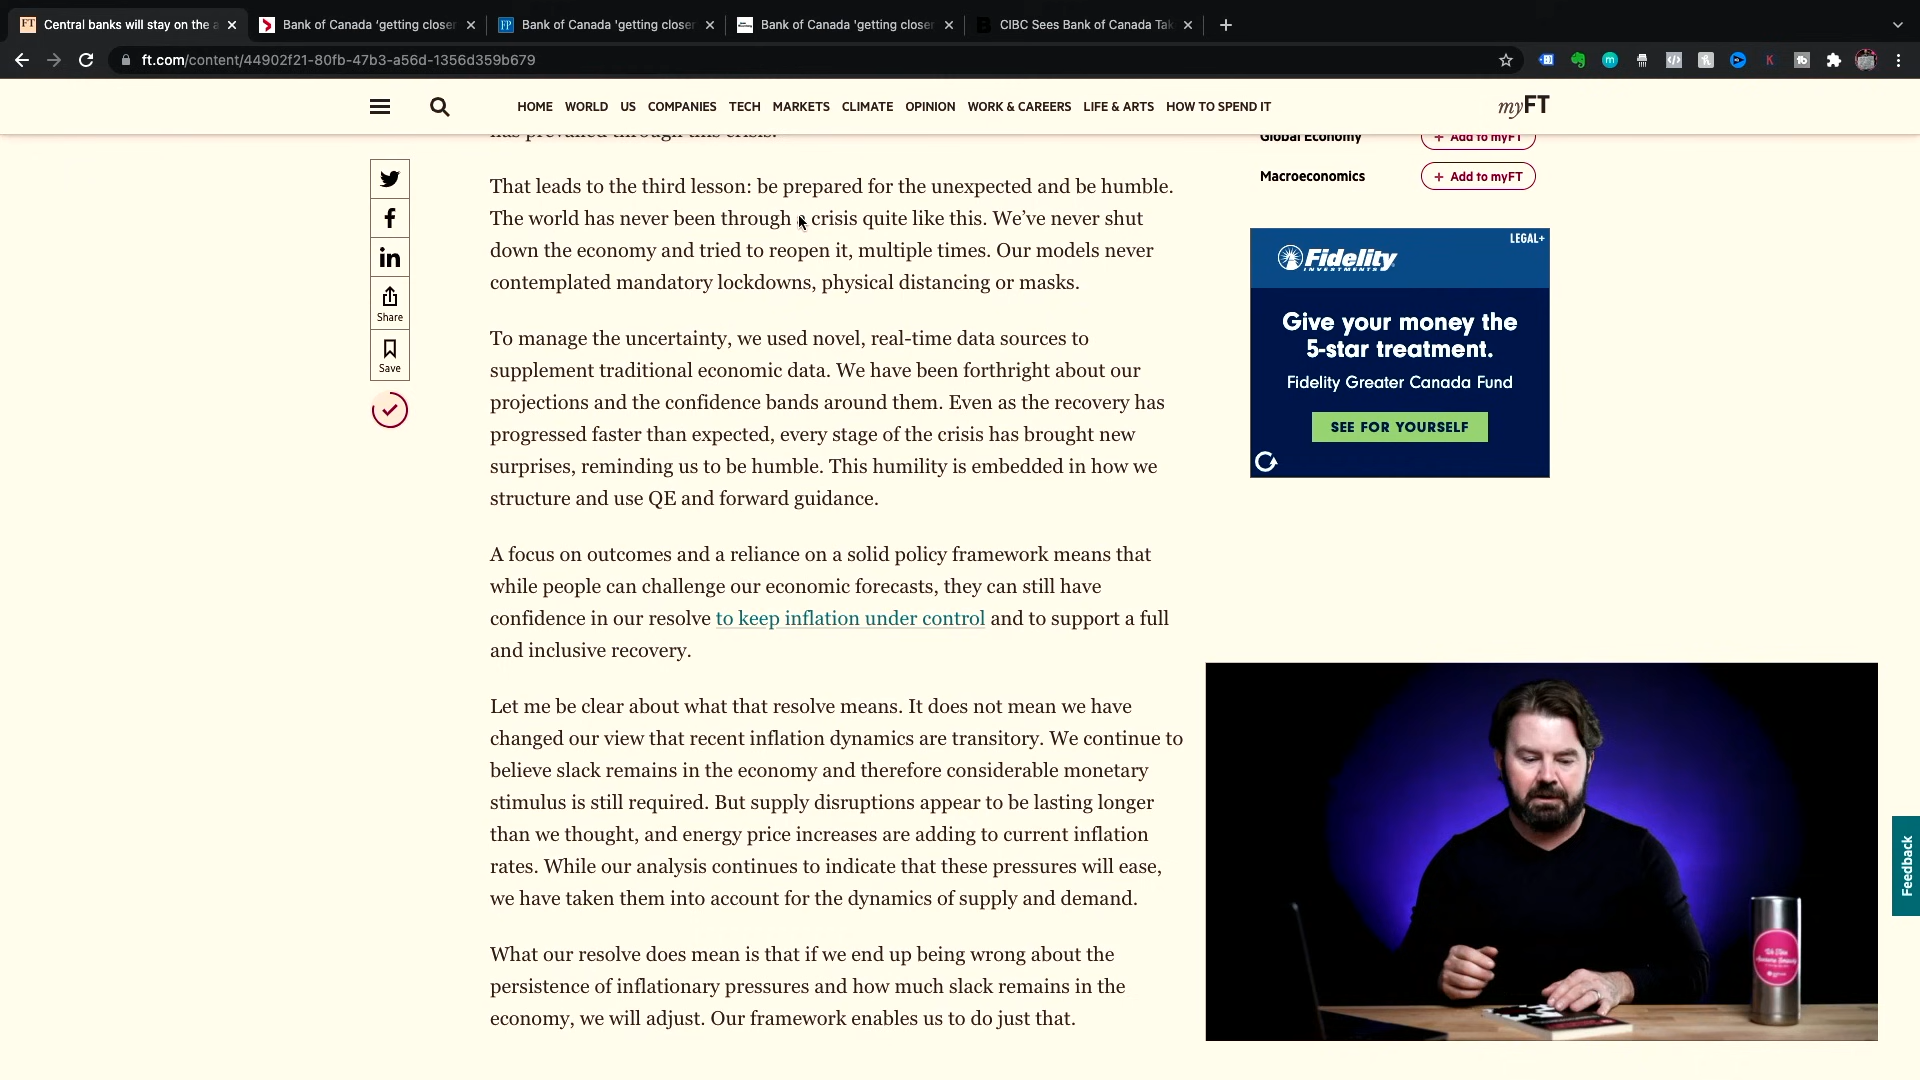 Central banks will stay on the a
Bank of Canada ‘getting closer
Bank of Canada 'getting closer
Bank of Canada 'getting closer
CIBC Sees Bank of Canada Tak
ft.com/content/44902f21-80fb-47b3-a56d-1356d359b679
HOME WORLD US COMPANIES TECH MARKETS CLIMATE OPINION WORK & CAREERS LIFE & ARTS HOW TO SPEND IT
myFT
has prevailed through this crisis.
That leads to the third lesson: be prepared for the unexpected and be humble.
The world has never been through a crisis quite like this. We’ve never shut
down the economy and tried to reopen it, multiple times. Our models never
contemplated mandatory lockdowns, physical distancing or masks.
To manage the uncertainty, we used novel, real-time data sources to
supplement traditional economic data. We have been forthright about our
projections and the confidence bands around them. Even as the recovery has
progressed faster than expected, every stage of the crisis has brought new
surprises, reminding us to be humble. This humility is embedded in how we
structure and use QE and forward guidance.
A focus on outcomes and a reliance on a solid policy framework means that
while people can challenge our economic forecasts, they can still have
confidence in our resolve to keep inflation under control and to support a full
and inclusive recovery.
Let me be clear about what that resolve means. It does not mean we have
changed our view that recent inflation dynamics are transitory. We continue to
believe slack remains in the economy and therefore considerable monetary
stimulus is still required. But supply disruptions appear to be lasting longer
than we thought, and energy price increases are adding to current inflation
rates. While our analysis continues to indicate that these pressures will ease,
we have taken them into account for the dynamics of supply and demand.
What our resolve does mean is that if we end up being wrong about the
persistence of inflationary pressures and how much slack remains in the
economy, we will adjust. Our framework enables us to do just that.
Share
Save
Global Economy
+ Add to myFT
Macroeconomics
+ Add to myFT
LEGAL+
Fidelity
INVESTMENTS
Give your money the
5-star treatment.
Fidelity Greater Canada Fund
SEE FOR YOURSELF
Feedback